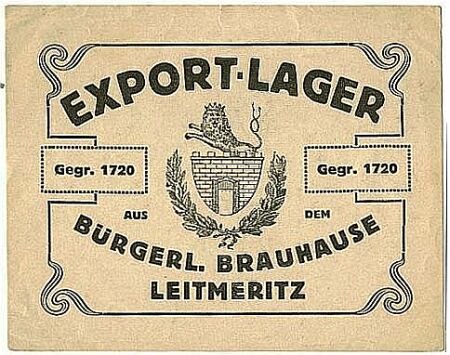 EXPORT-LAGER
Gegr. 1720
Gegr. 1720
AUS DEM
BÜRGERL. BRAUHAUSE
LEITMERITZ